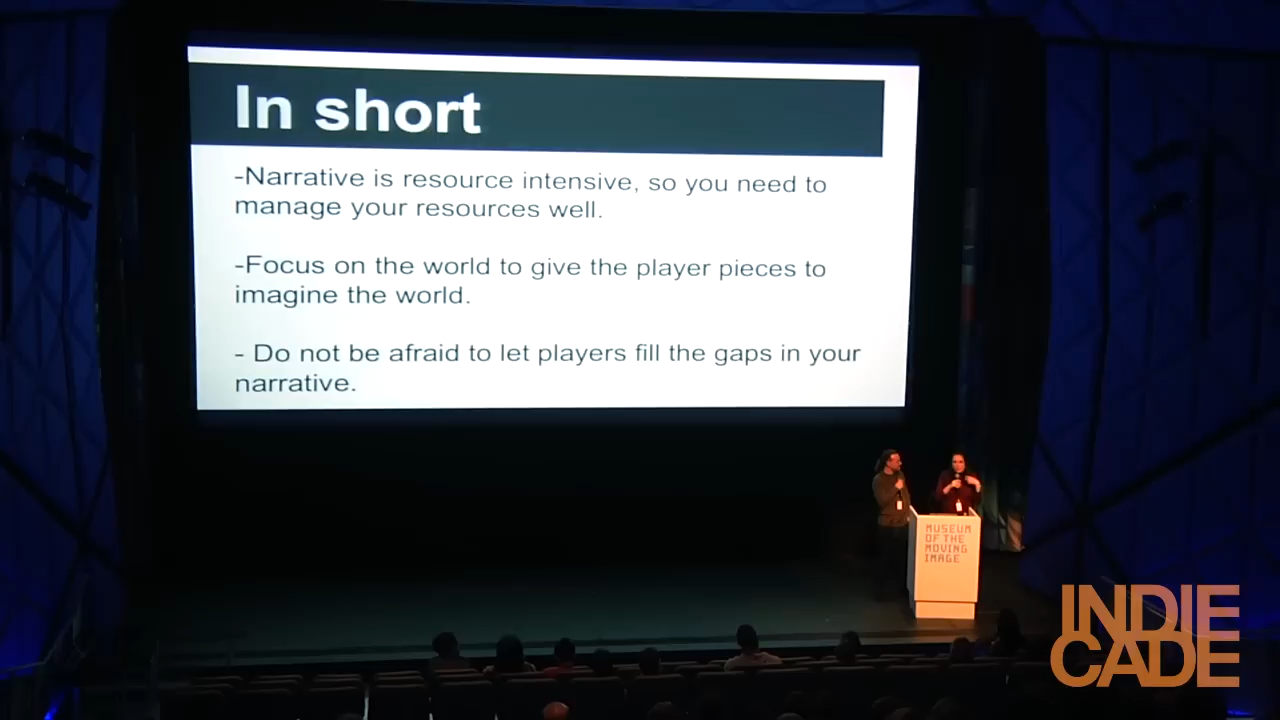 In short
-Narrative is resource intensive, so you need to
manage your resources well.
-Focus on the world to give the player pieces to
imagine the world.
- Do not be afraid to let players fill the gaps in your
narrative.
MUSEUM
OF THE
MOVING
IMAGE
INDIE
CADE